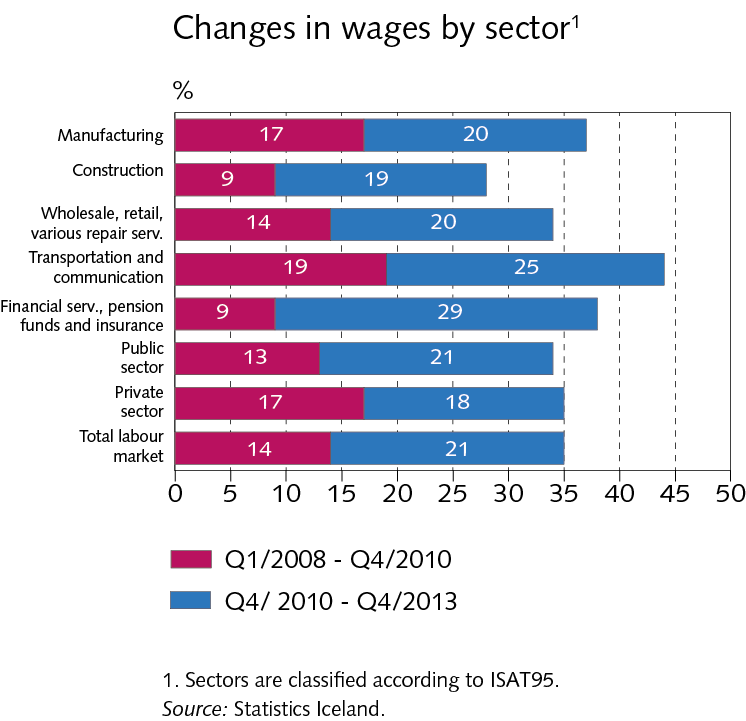 Changes in wages by sector¹
%
Manufacturing 17 20
Construction 9 19
Wholesale, retail,
various repair serv. 14 20
Transportation and
communication 19 25
Financial serv., pension
funds and insurance 9 29
Public
sector 13 21
Private
sector 17 18
Total labour
market 14 21
0 5 10 15 20 25 30 35 40 45 50
Q1/2008 - Q4/2010
Q4/ 2010 - Q4/2013
1. Sectors are classified according to ISAT95.
Source: Statistics Iceland.